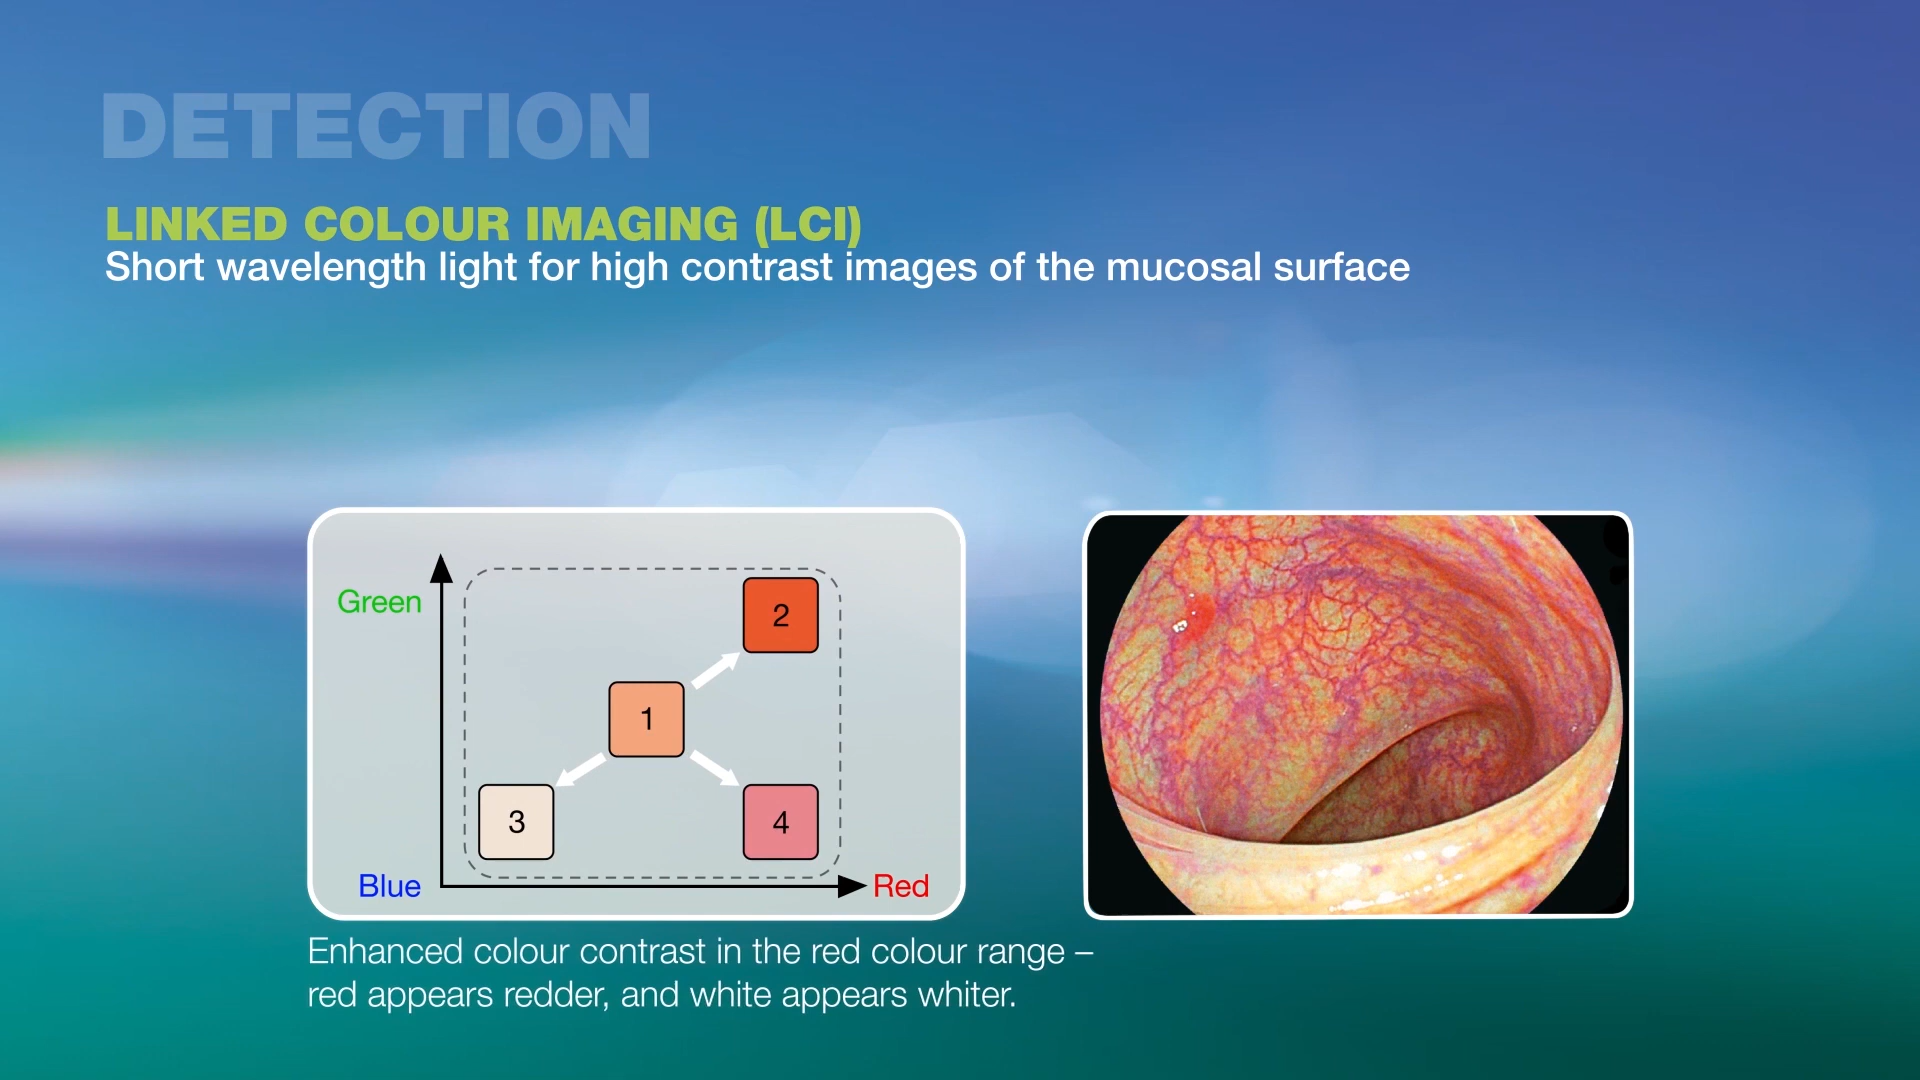 DETECTION
LINKED COLOUR IMAGING (LCI)
Short wavelength light for high contrast images of the mucosal surface
Green
2
1
3
4
Blue
Red
Enhanced colour contrast in the red colour range –
red appears redder, and white appears whiter.